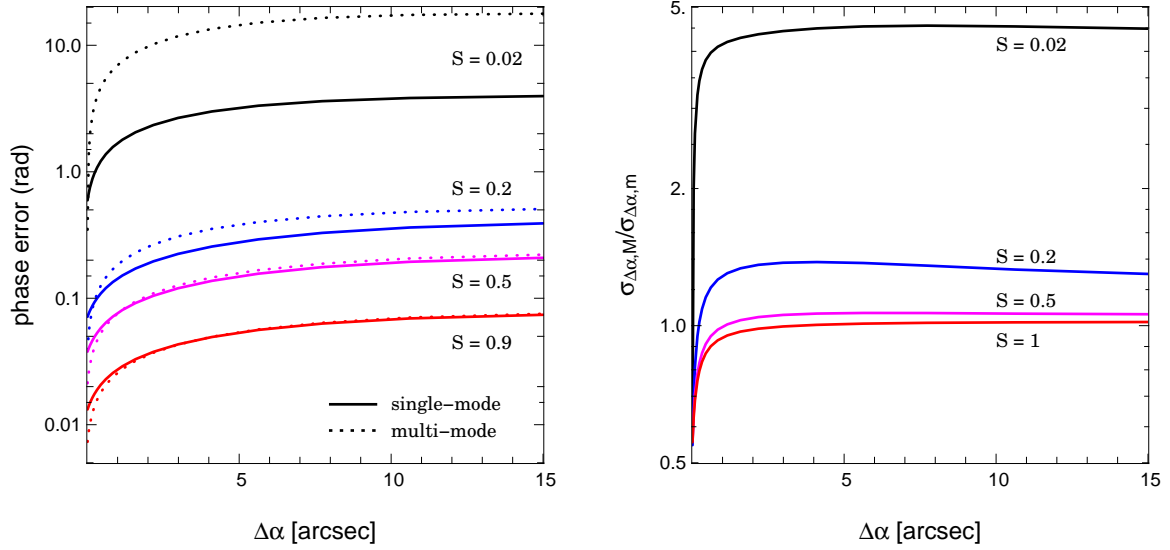 10.0
1.0
0.1
0.01
phase error (rad)
S = 0.02
S = 0.2
S = 0.5
S = 0.9
single-mode
multi-mode
0
5
10
15
Δα [arcsec]
5.
2.
1.0
0.5
σΔα,M/σΔα,m
S = 0.02
S = 0.2
S = 0.5
S = 1
0
5
10
15
Δα [arcsec]